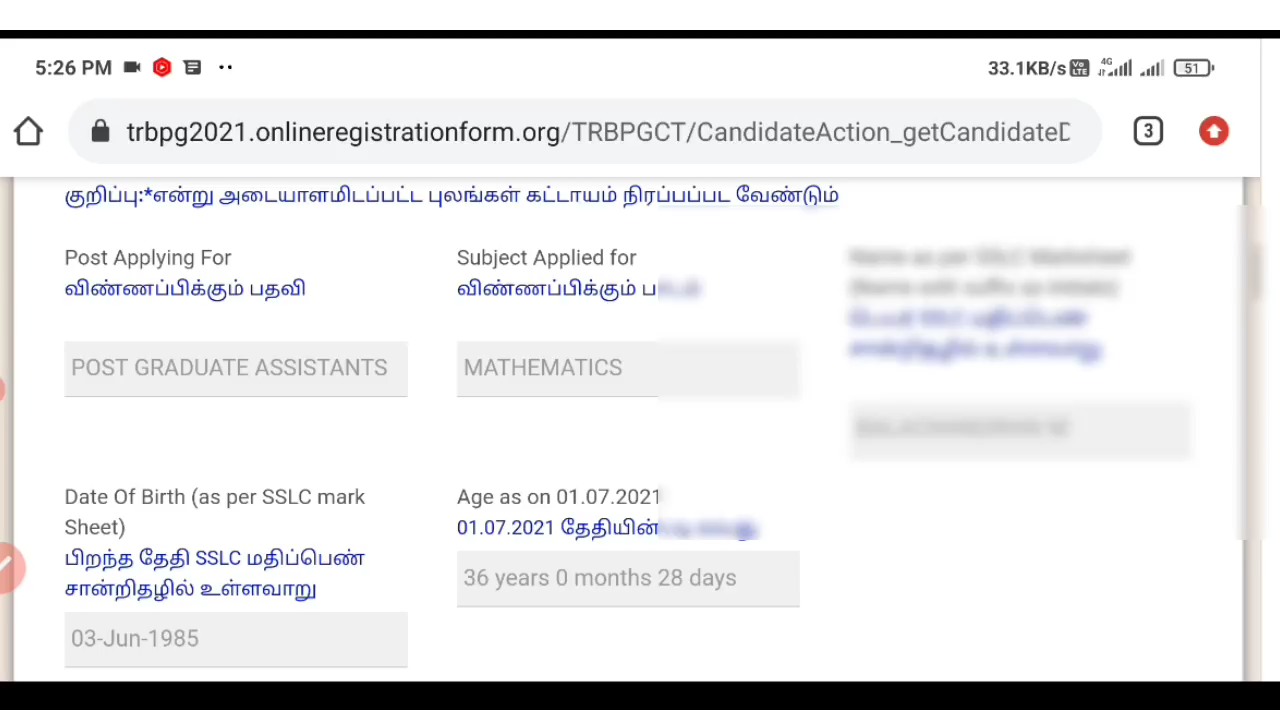 5:26 PM
33.1KB/s Vo LTE 4G 51
trbpg2021.onlineregistrationform.org/TRBPGCT/CandidateAction_getCandidateD
3
குறிப்பு:*என்று அடையாளமிடப்பட்ட புலங்கள் கட்டாயம் நிரப்பப்பட வேண்டும்
Post Applying For
விண்ணப்பிக்கும் பதவி
POST GRADUATE ASSISTANTS
Subject Applied for
விண்ணப்பிக்கும்
MATHEMATICS
Date Of Birth (as per SSLC mark
Sheet)
பிறந்த தேதி SSLC மதிப்பெண்
சான்றிதழில் உள்ளவாறு
03-Jun-1985
Age as on 01.07.2021
01.07.2021
36 years 0 months 28 days